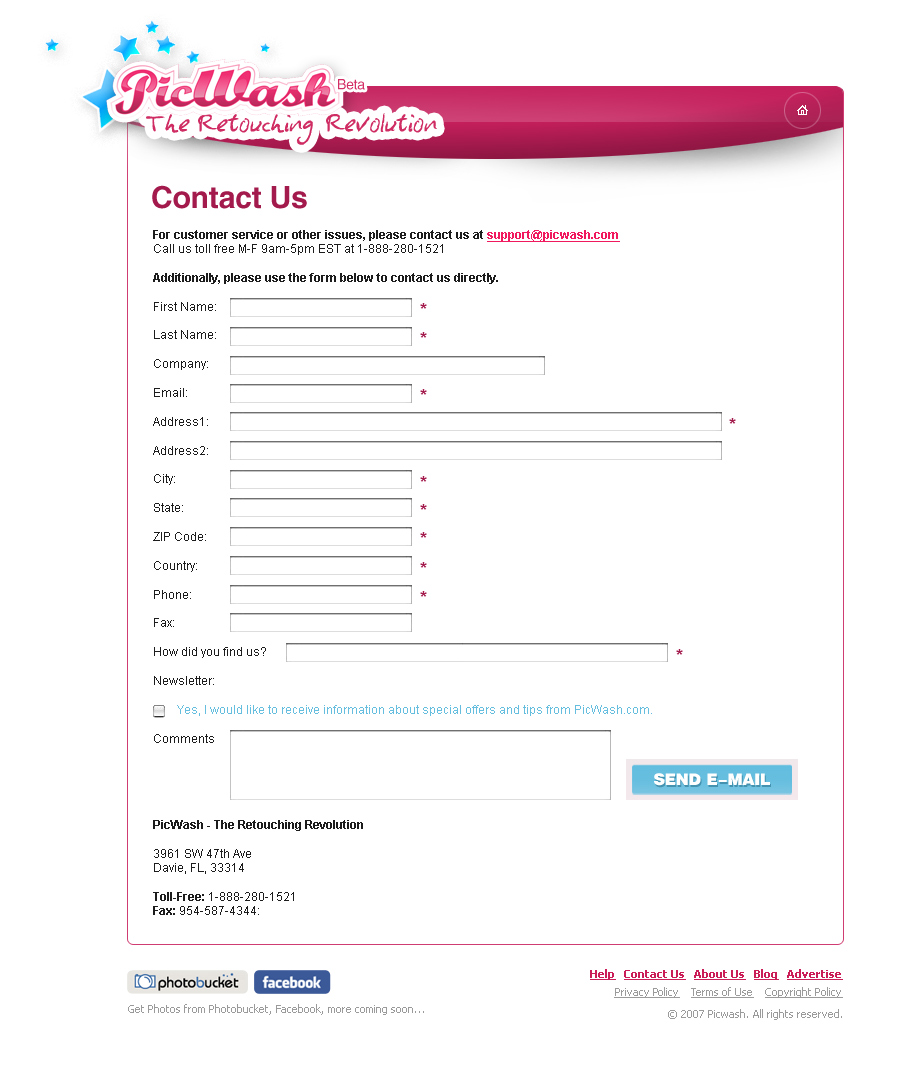 PicWash Beta
The Retouching Revolution
Contact Us
For customer service or other issues, please contact us at support@picwash.com
Call us toll free M-F 9am-5pm EST at 1-888-280-1521
Additionally, please use the form below to contact us directly.
First Name: *
Last Name: *
Company:
Email: *
Address1: *
Address2:
City: *
State: *
ZIP Code: *
Country: *
Phone: *
Fax:
How did you find us? *
Newsletter:
Yes, I would like to receive information about special offers and tips from PicWash.com.
Comments
SEND E-MAIL
PicWash - The Retouching Revolution
3961 SW 47th Ave
Davie, FL, 33314
Toll-Free: 1-888-280-1521
Fax: 954-587-4344:
photobucket facebook
Get Photos from Photobucket, Facebook, more coming soon...
Help Contact Us About Us Blog Advertise
Privacy Policy Terms of Use Copyright Policy
© 2007 Picwash. All rights reserved.